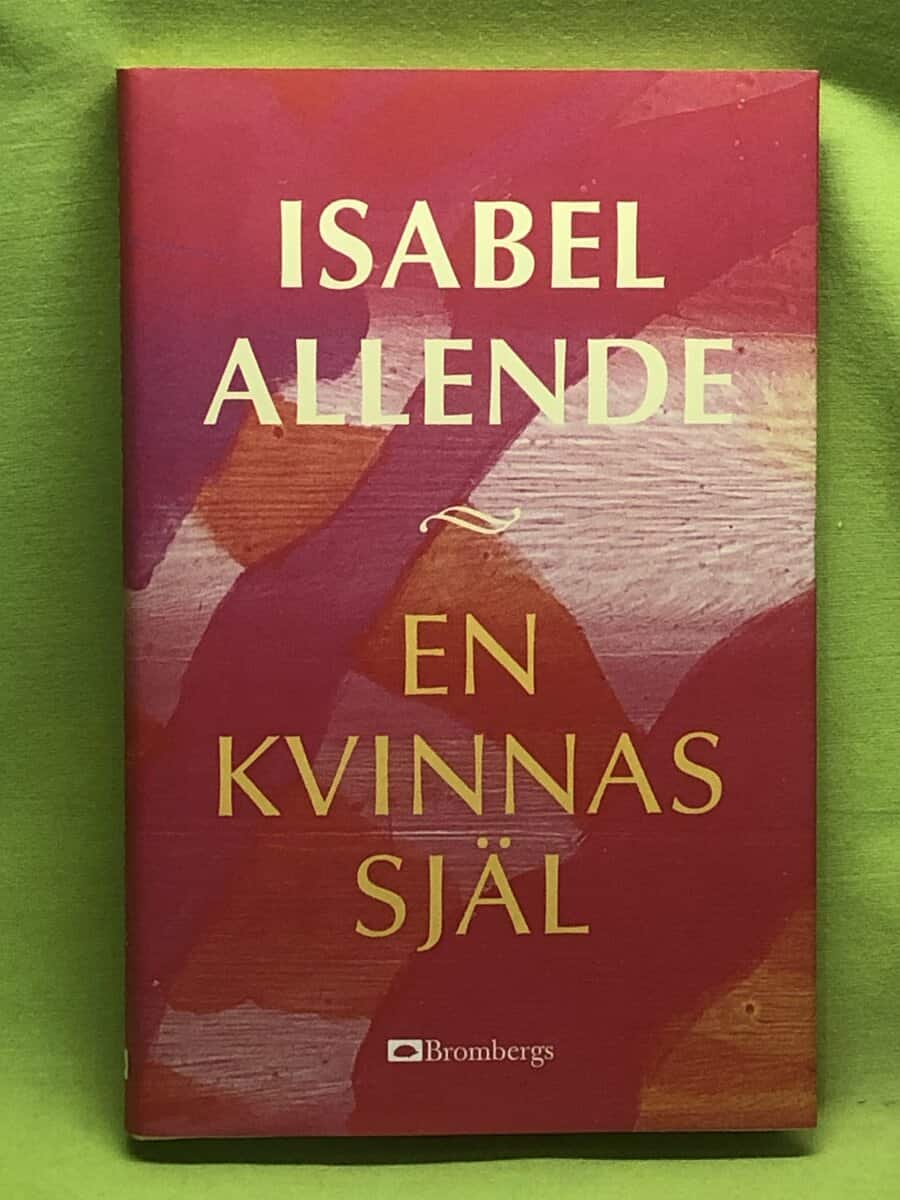 ISABEL
ALLENDE
EN
KVINNAS
SJÄL
Brombergs